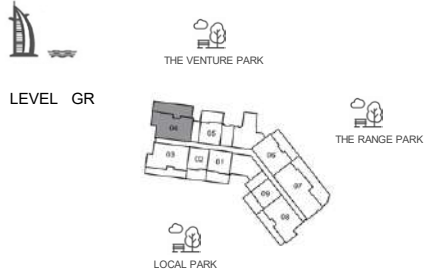 THE VENTURE PARK
LEVEL GR
THE RANGE PARK
04
05
03
02
01
06
07
09
08
LOCAL PARK